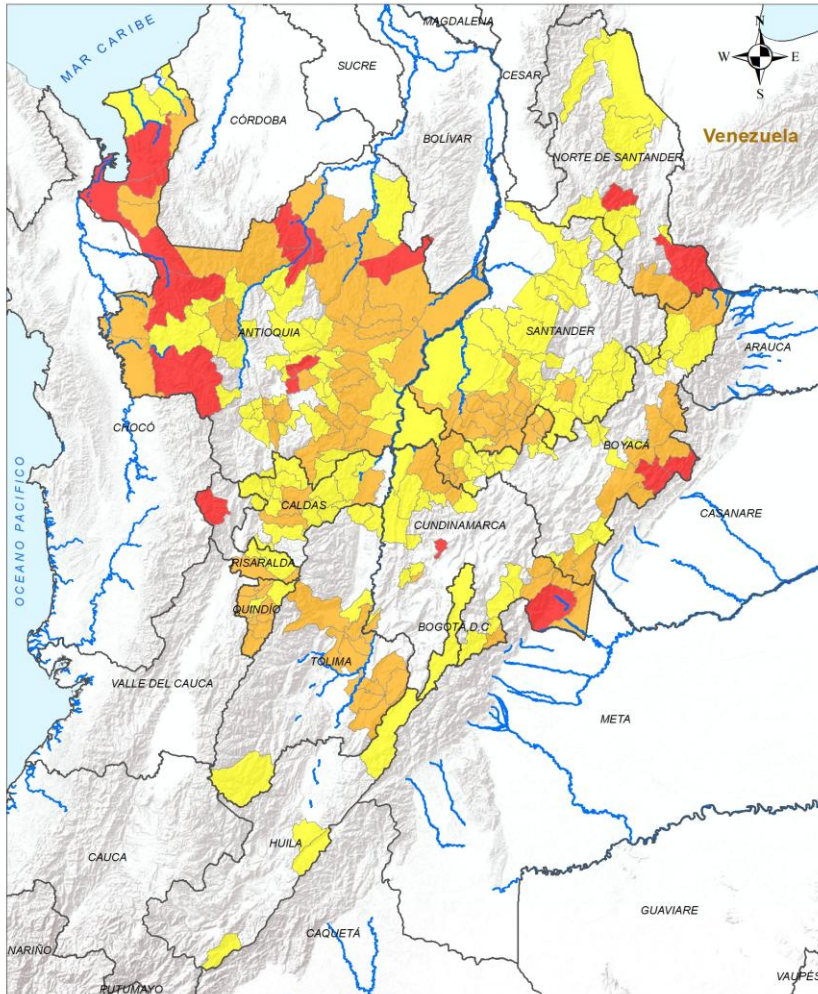 MAR CARIBE
MAGDALENA
N
W
E
S
SUCRE
CESAR
CÓRDOBA
BOLÍVAR
Venezuela
NORTE DE SANTANDER
ANTIOQUIA
SANTANDER
ARAUCA
CHOCÓ
BOYACÁ
OCEANO PACIFICO
CALDAS
CUNDINAMARCA
CASANARE
RISARALDA
QUINDÍO
BOGOTÁ D.C
TOLIMA
VALLE DEL CAUCA
META
HUILA
CAUCA
GUAVIARE
CAQUETÁ
NARIÑO
PUTUMAYO
VAUPÉS